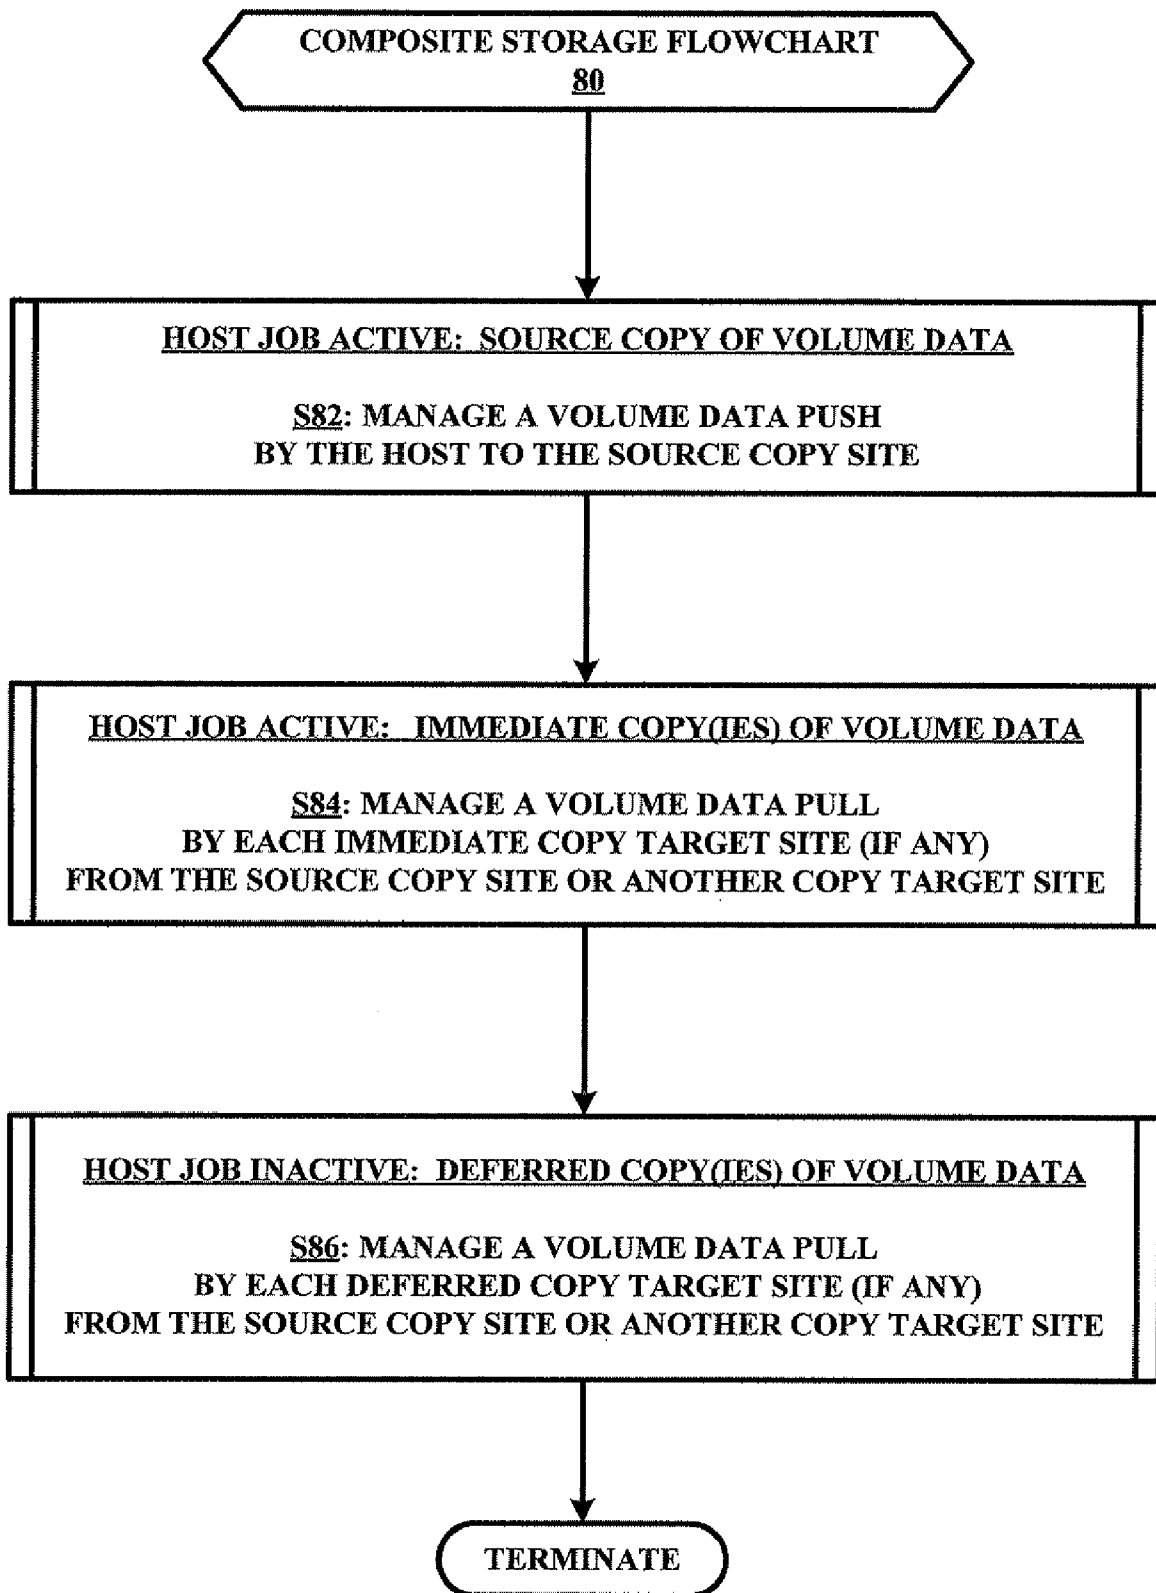 COMPOSITE STORAGE FLOWCHART
80
HOST JOB ACTIVE: SOURCE COPY OF VOLUME DATA
S82: MANAGE A VOLUME DATA PUSH
BY THE HOST TO THE SOURCE COPY SITE
HOST JOB ACTIVE: IMMEDIATE COPY(IES) OF VOLUME DATA
S84: MANAGE A VOLUME DATA PULL
BY EACH IMMEDIATE COPY TARGET SITE (IF ANY)
FROM THE SOURCE COPY SITE OR ANOTHER COPY TARGET SITE
HOST JOB INACTIVE: DEFERRED COPY(IES) OF VOLUME DATA
S86: MANAGE A VOLUME DATA PULL
BY EACH DEFERRED COPY TARGET SITE (IF ANY)
FROM THE SOURCE COPY SITE OR ANOTHER COPY TARGET SITE
TERMINATE